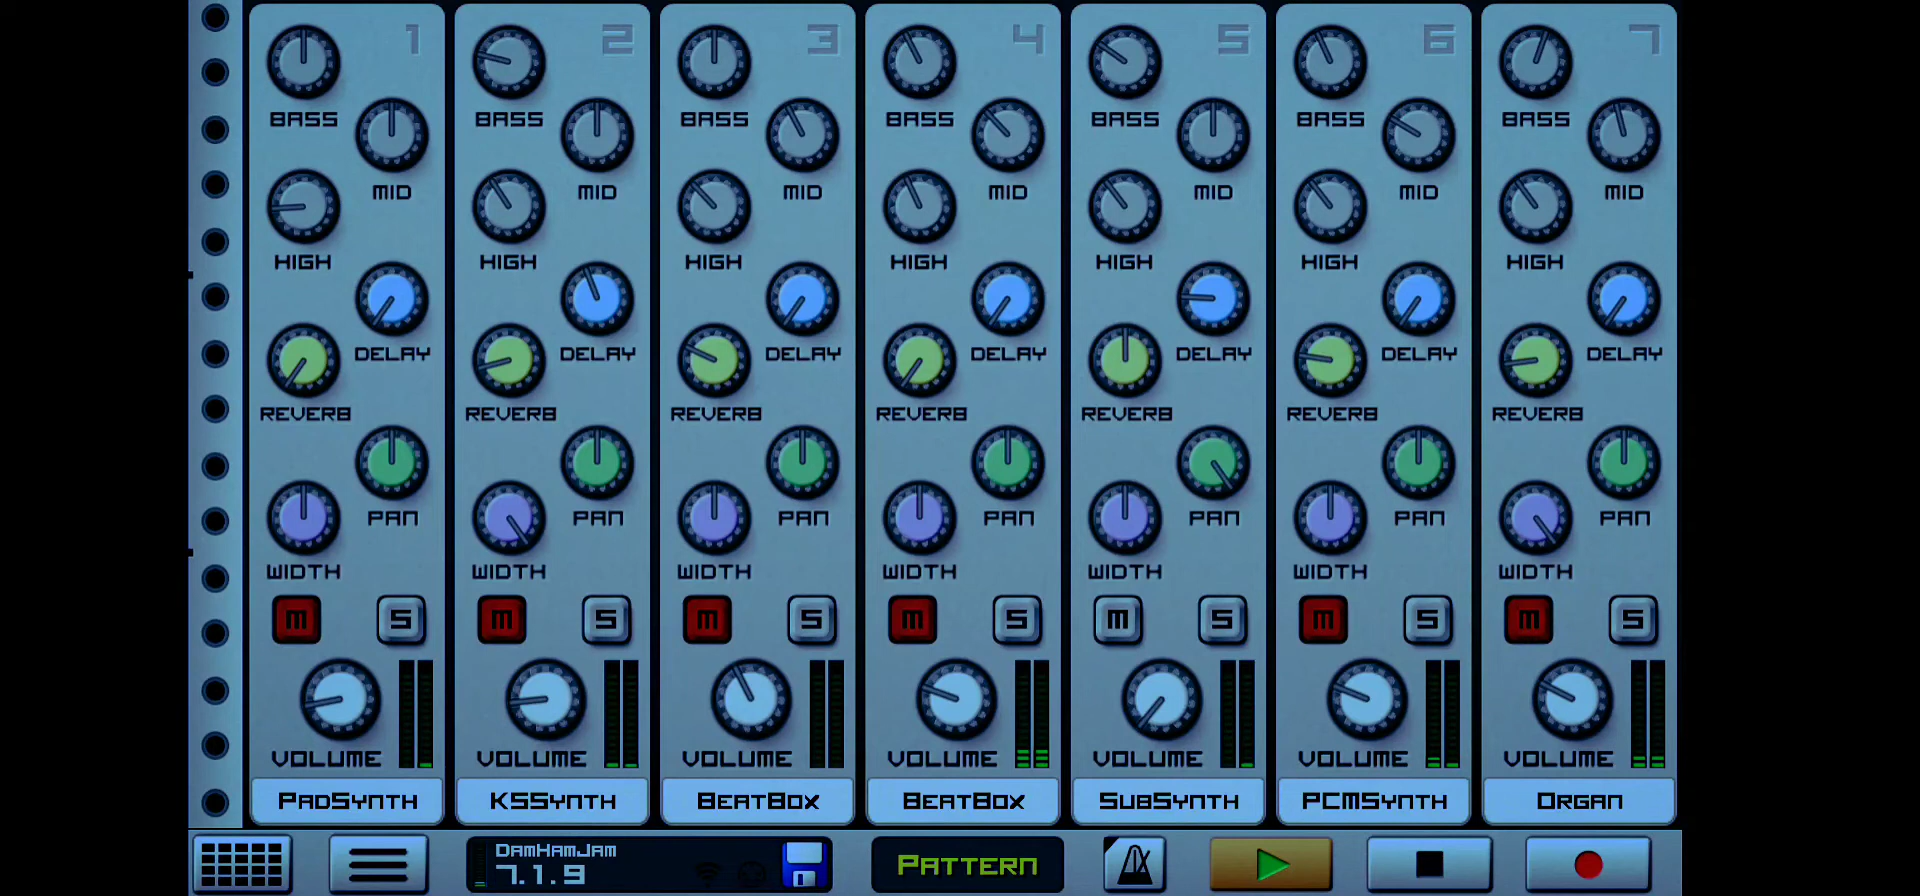 1 2 3 4 5 6 7
BASS BASS BASS BASS BASS BASS BASS
MID MID MID MID MID MID MID
HIGH HIGH HIGH HIGH HIGH HIGH HIGH
DELAY DELAY DELAY DELAY DELAY DELAY DELAY
REVERB REVERB REVERB REVERB REVERB REVERB REVERB
PAN PAN PAN PAN PAN PAN PAN
WIDTH WIDTH WIDTH WIDTH WIDTH WIDTH WIDTH
M S M S M S M S M S M S M S
VOLUME VOLUME VOLUME VOLUME VOLUME VOLUME VOLUME
PadSynth KSSynth BeatBox BeatBox SubSynth PCMSynth Organ
DamHamJam
7.1.9
Pattern